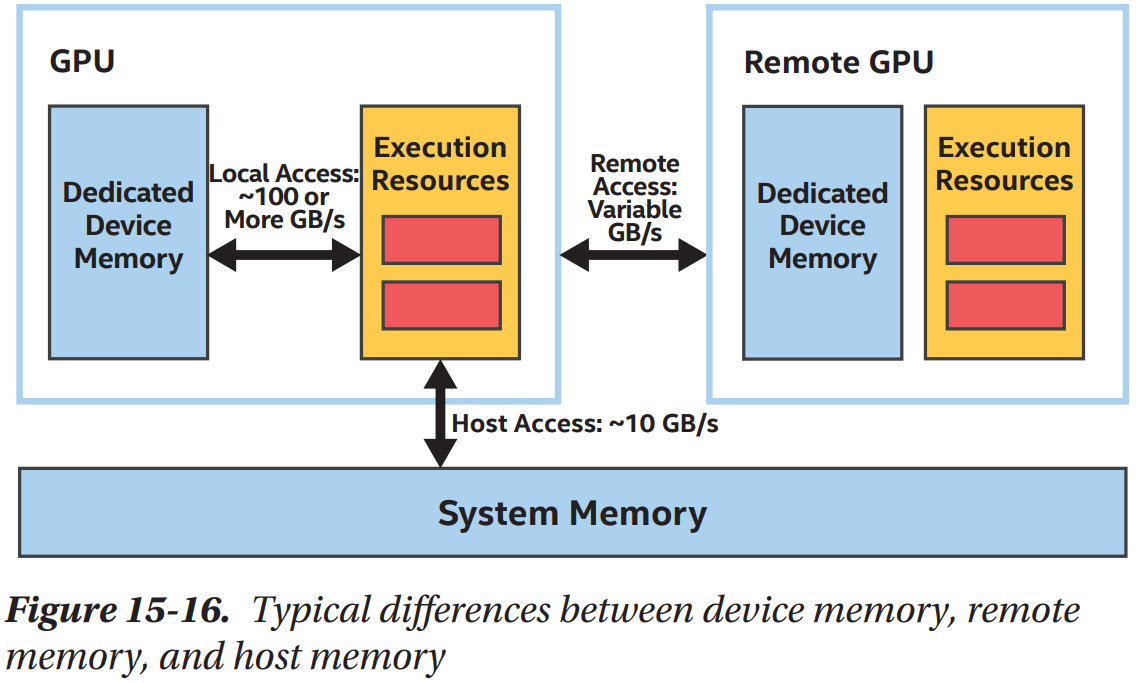 GPU
Dedicated
Device
Memory
Local Access:
~100 or
More GB/s
Execution
Resources
Remote
Access:
Variable
GB/s
Remote GPU
Dedicated
Device
Memory
Execution
Resources
Host Access: ~10 GB/s
System Memory
Figure 15-16. Typical differences between device memory, remote
memory, and host memory